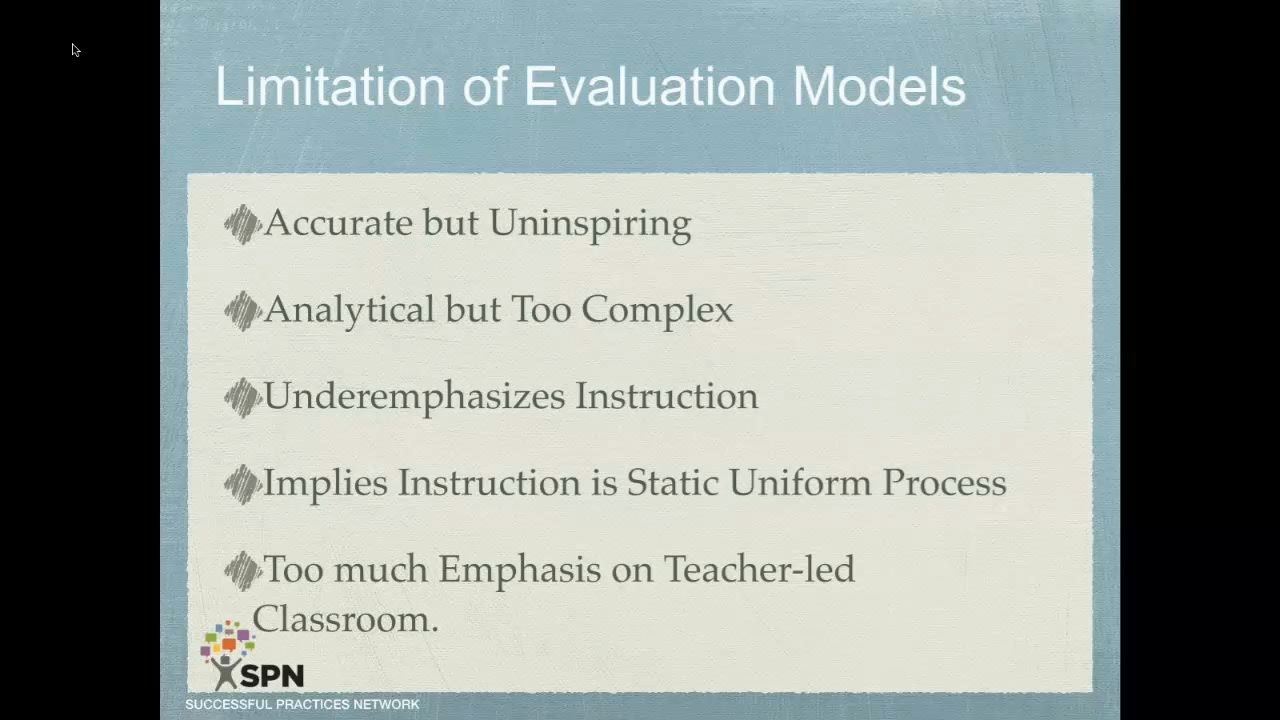 Limitation of Evaluation Models
Accurate but Uninspiring
Analytical but Too Complex
Underemphasizes Instruction
Implies Instruction is Static Uniform Process
Too much Emphasis on Teacher-led
Classroom.
SPN
SUCCESSFUL PRACTICES NETWORK